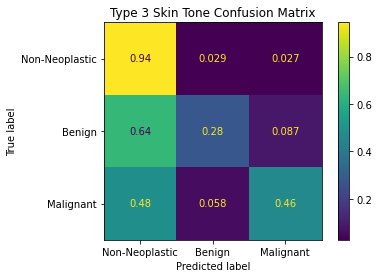 Type 3 Skin Tone Confusion Matrix
True label
Non-Neoplastic 0.94 0.029 0.027
Benign 0.64 0.28 0.087
Malignant 0.48 0.058 0.46
Non-Neoplastic Benign Malignant
Predicted label
0.8
0.6
0.4
0.2